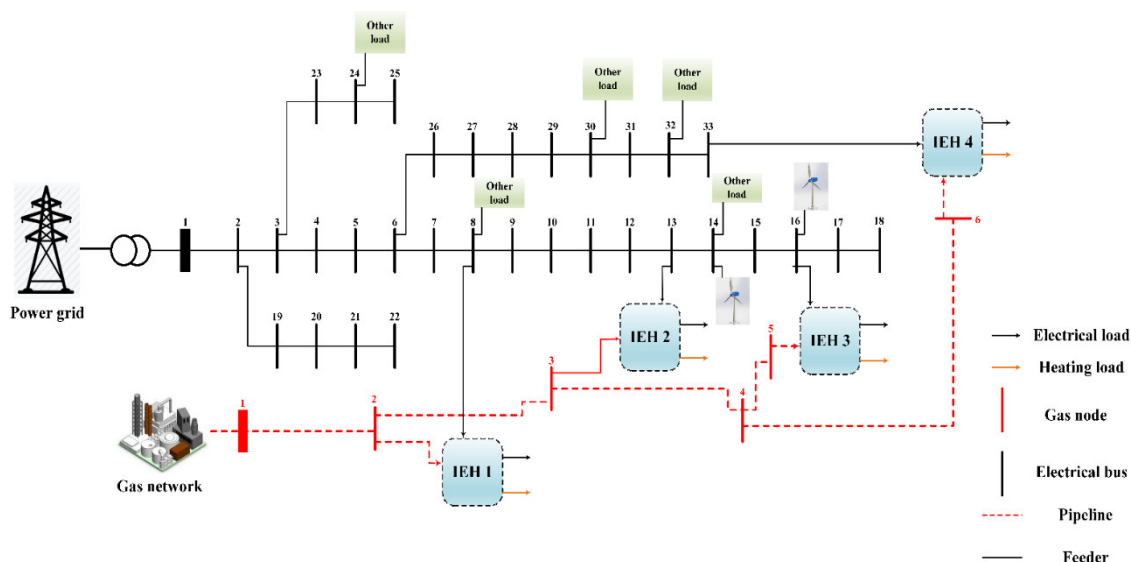 Other
load
23
24
25
Other
load
Other
load
26
27
28
29
30
31
32
33
IEH 4
Other
load
Other
load
1
2
3
4
5
6
7
8
9
10
11
12
13
14
15
16
17
18
6
Power grid
19
20
21
22
IEH 2
IEH 3
5
3
4
1
2
Gas network
IEH 1
Electrical load
Heating load
Gas node
Electrical bus
Pipeline
Feeder